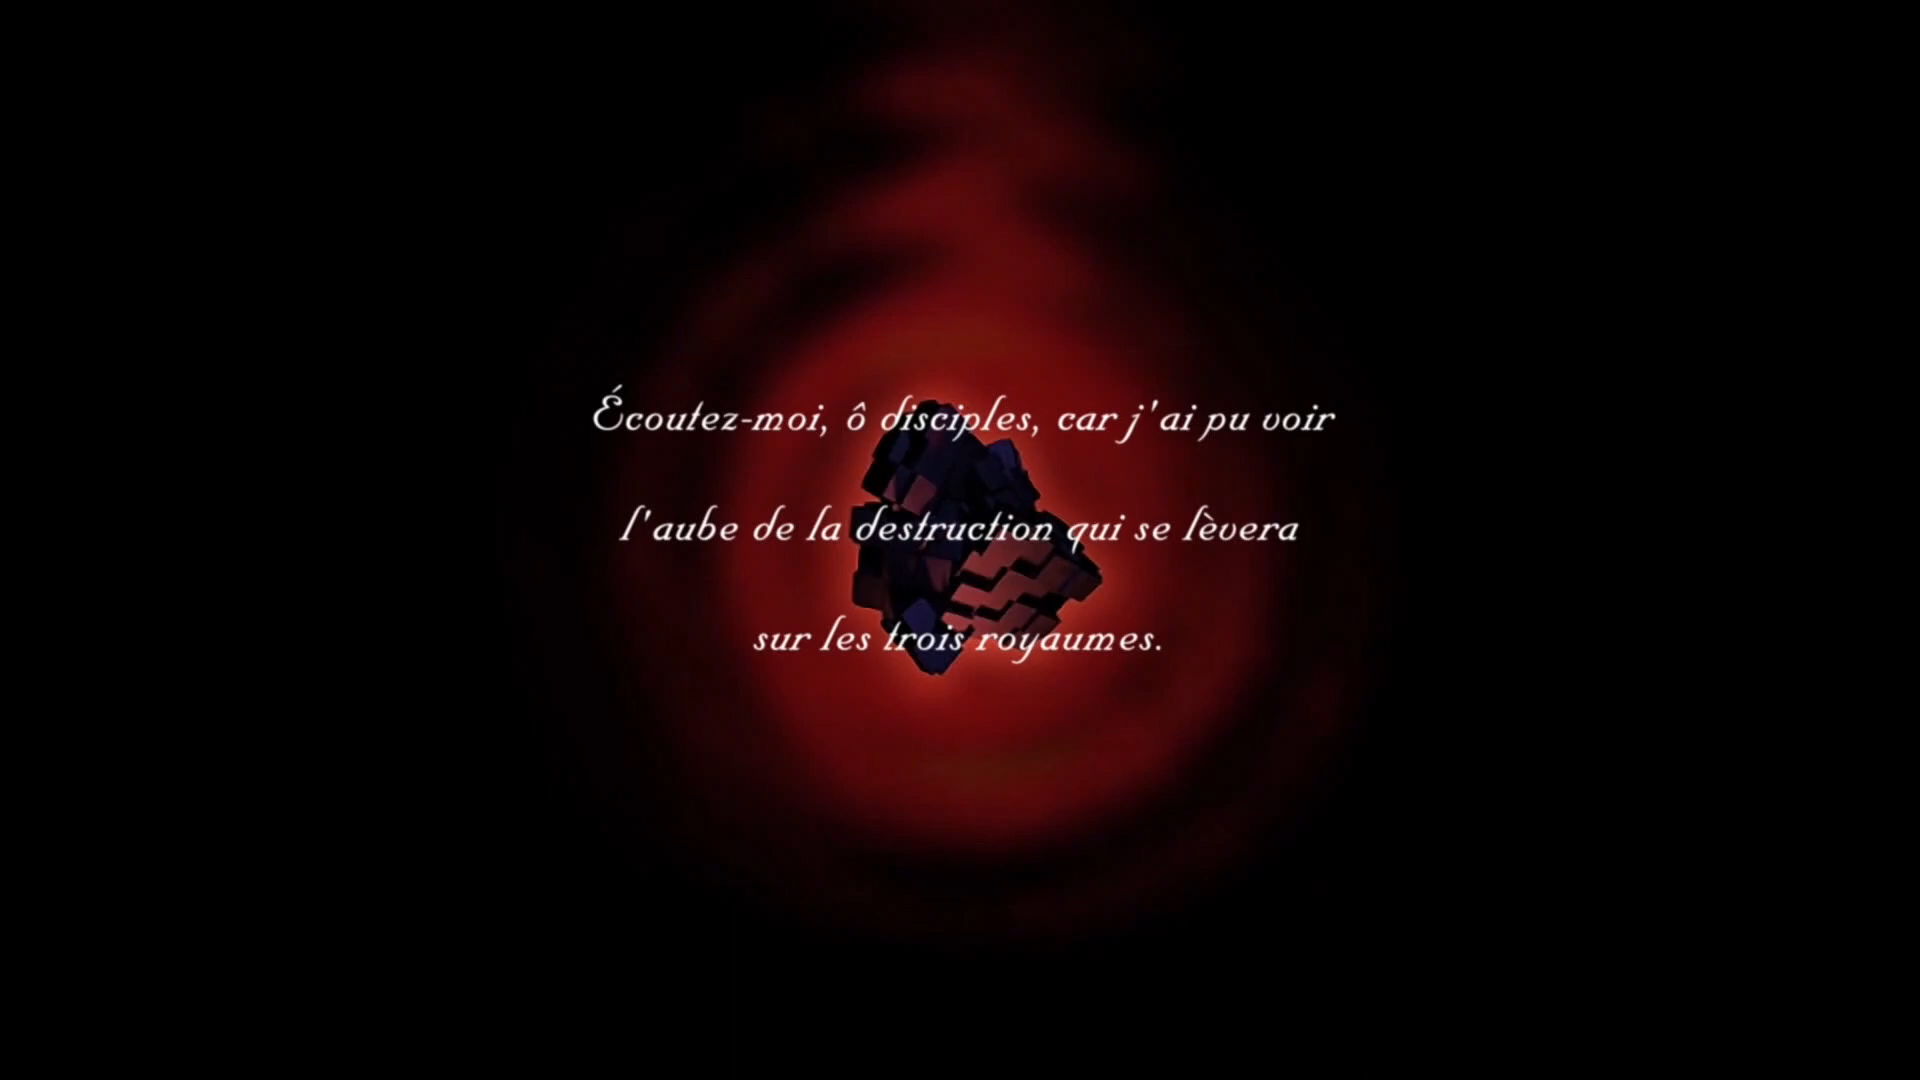 Écoutez-moi, ô disciples, car j'ai pu voir
l'aube de la destruction qui se lèvera
sur les trois royaumes.